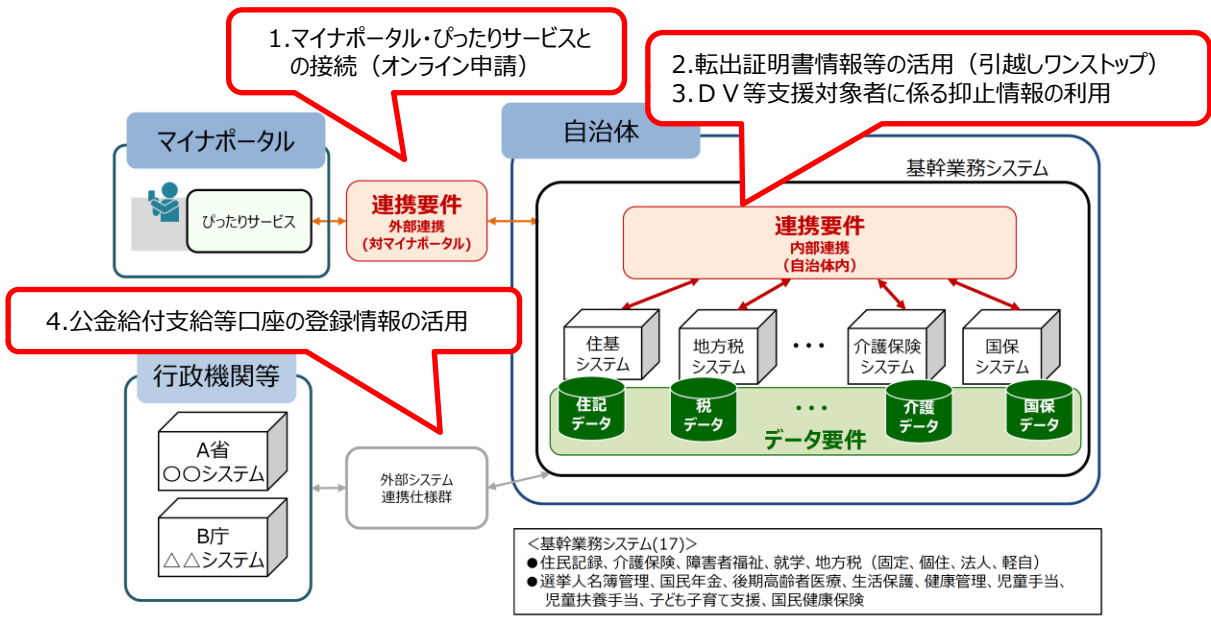 1.マイナポータル・ぴったりサービスと
の接続（オンライン申請）
2.転出証明書情報等の活用（引越しワンストップ）
3.ＤＶ等支援対象者に係る抑止情報の利用
マイナポータル
自治体
基幹業務システム
ぴったりサービス
連携要件
外部連携
(対マイナポータル)
連携要件
内部連携
（自治体内）
4.公金給付支給等口座の登録情報の活用
住基
システム
地方税
システム
・・・
介護保険
システム
国保
システム
住記
データ
税
データ
・・・
介護
データ
国保
データ
データ要件
行政機関等
A省
〇〇システム
B庁
△△システム
外部システム
連携仕様群
＜基幹業務システム(17)＞
●住民記録、介護保険、障害者福祉、就学、地方税（固定、個住、法人、軽自）
●選挙人名簿管理、国民年金、後期高齢者医療、生活保護、健康管理、児童手当、
児童扶養手当、子ども子育て支援、国民健康保険